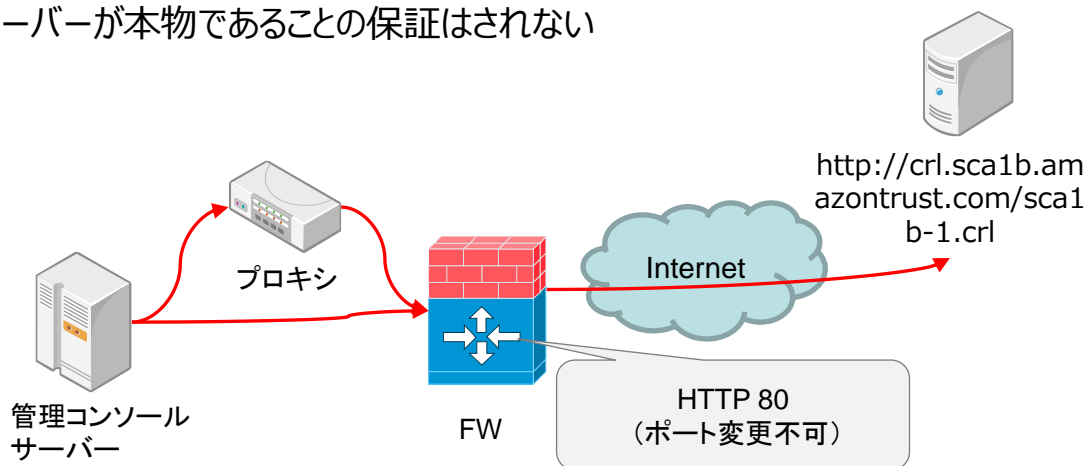 ーバーが本物であることの保証はされない
http://crl.sca1b.am
azontrust.com/sca1
b-1.crl
プロキシ
Internet
HTTP 80
（ポート変更不可）
FW
管理コンソール
サーバー